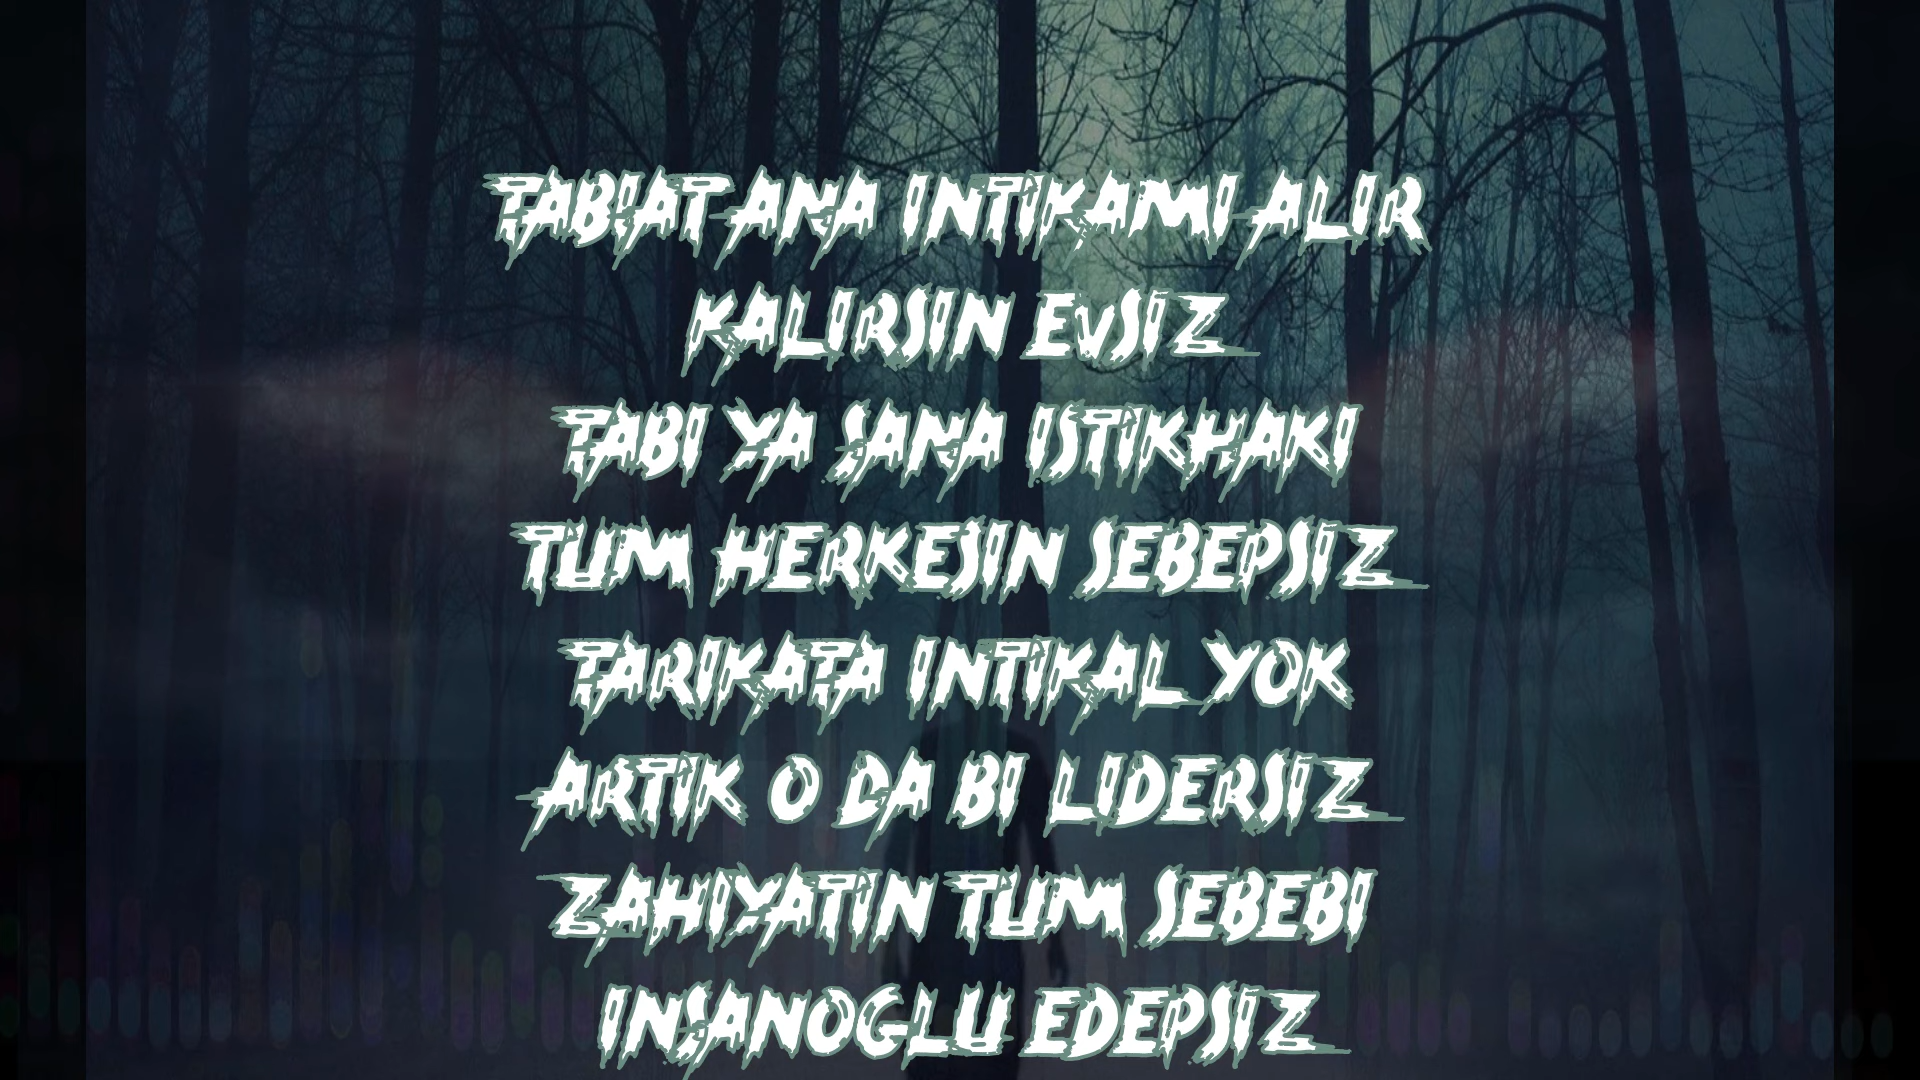 TABIAT ANA INTIKAMI ALIR
KALIRSIN EVSIZ
TABI YA SANA ISTIKHAKI
TUM HERKESIN SEBEPSIZ
TARIKATA INTIKAL YOK
ARTIK O DA BI LIDERSIZ
ZAHIYATIN TUM SEBEBI
INSANOGLU EDEPSIZ